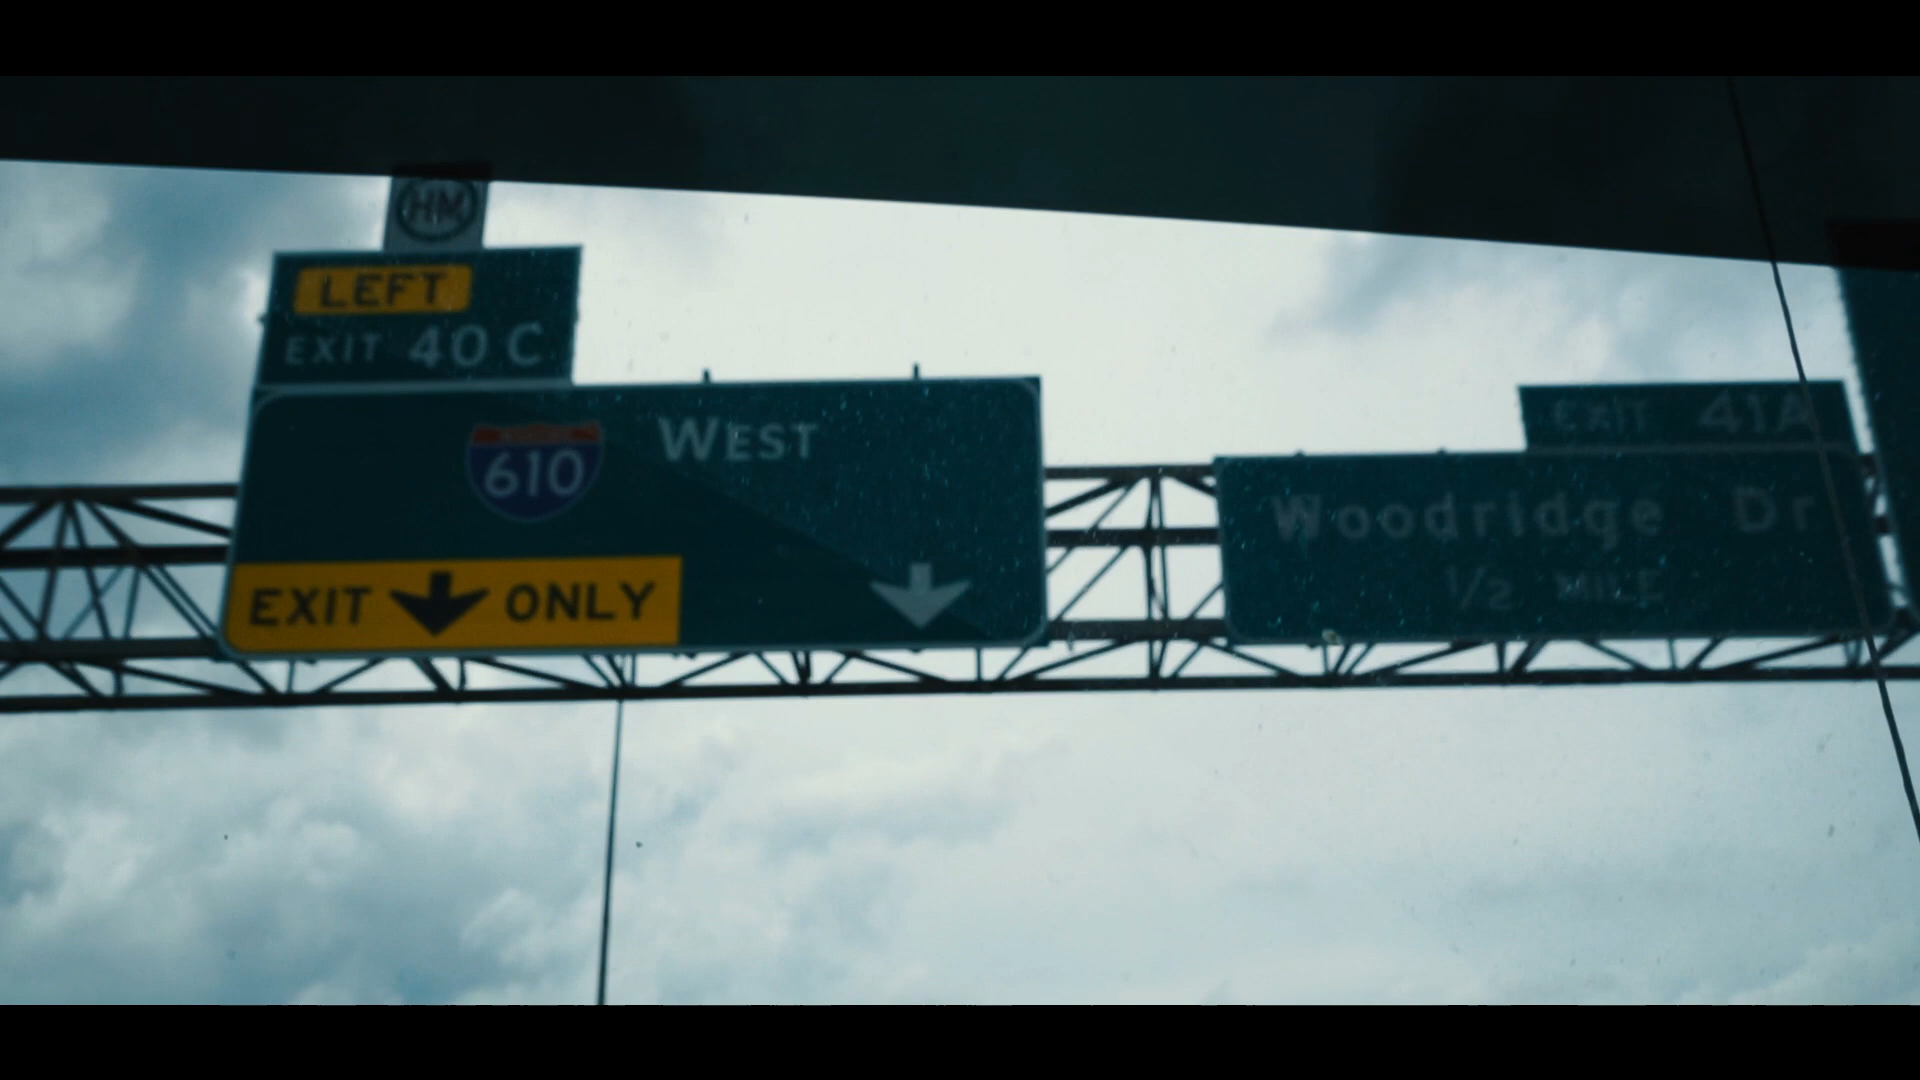 HM
LEFT
EXIT 40 C
610
WEST
EXIT ONLY
EXIT 41A
Woodridge Dr
1/2 MILE